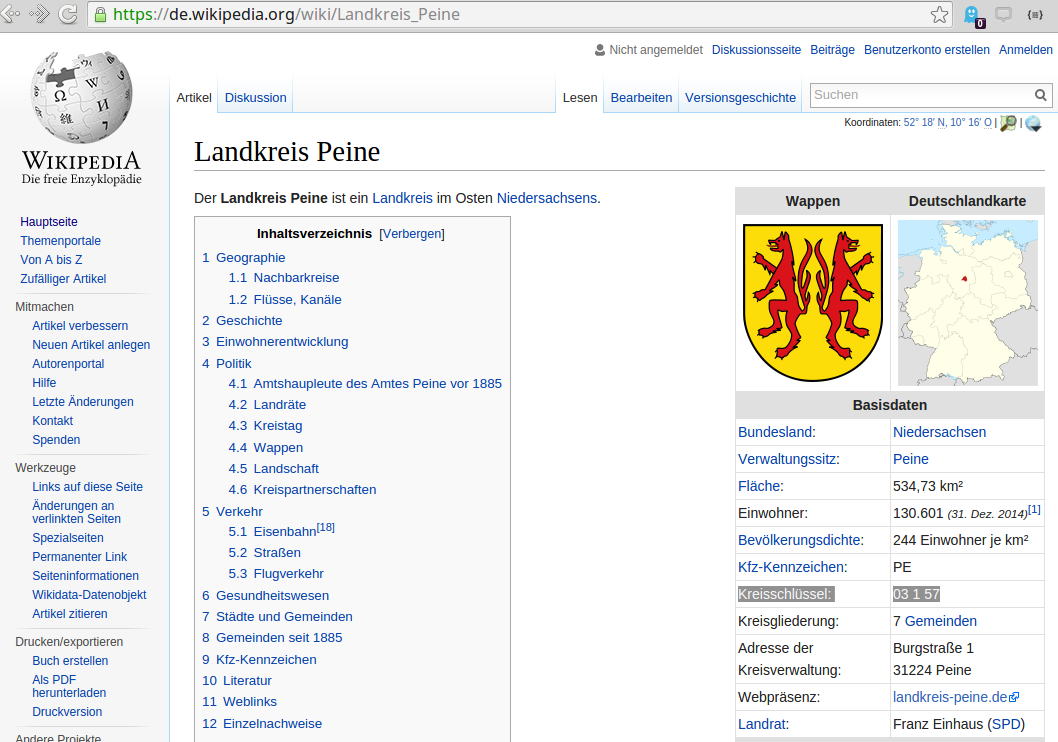 https://de.wikipedia.org/wiki/Landkreis_Peine
0
Nicht angemeldet Diskussionsseite Beiträge Benutzerkonto erstellen Anmelden
Artikel Diskussion Lesen Bearbeiten Versionsgeschichte Suchen
Koordinaten: 52° 18′ N, 10° 16′ O | |
WIKIPEDIA
Die freie Enzyklopädie
Hauptseite
Themenportale
Von A bis Z
Zufälliger Artikel
Mitmachen
Artikel verbessern
Neuen Artikel anlegen
Autorenportal
Hilfe
Letzte Änderungen
Kontakt
Spenden
Werkzeuge
Links auf diese Seite
Änderungen an
verlinkten Seiten
Spezialseiten
Permanenter Link
Seiteninformationen
Wikidata-Datenobjekt
Artikel zitieren
Drucken/exportieren
Buch erstellen
Als PDF
herunterladen
Druckversion
Andere Projekte
Landkreis Peine
Der Landkreis Peine ist ein Landkreis im Osten Niedersachsens.
Inhaltsverzeichnis [Verbergen]
1 Geographie
1.1 Nachbarkreise
1.2 Flüsse, Kanäle
2 Geschichte
3 Einwohnerentwicklung
4 Politik
4.1 Amtshaupleute des Amtes Peine vor 1885
4.2 Landräte
4.3 Kreistag
4.4 Wappen
4.5 Landschaft
4.6 Kreispartnerschaften
5 Verkehr
5.1 Eisenbahn[18]
5.2 Straßen
5.3 Flugverkehr
6 Gesundheitswesen
7 Städte und Gemeinden
8 Gemeinden seit 1885
9 Kfz-Kennzeichen
10 Literatur
11 Weblinks
12 Einzelnachweise
Wappen Deutschlandkarte
Basisdaten
Bundesland: Niedersachsen
Verwaltungssitz: Peine
Fläche: 534,73 km²
Einwohner: 130.601 (31. Dez. 2014)[1]
Bevölkerungsdichte: 244 Einwohner je km²
Kfz-Kennzeichen: PE
Kreisschlüssel: 03 1 57
Kreisgliederung: 7 Gemeinden
Adresse der Burgstraße 1
Kreisverwaltung: 31224 Peine
Webpräsenz: landkreis-peine.de
Landrat: Franz Einhaus (SPD)